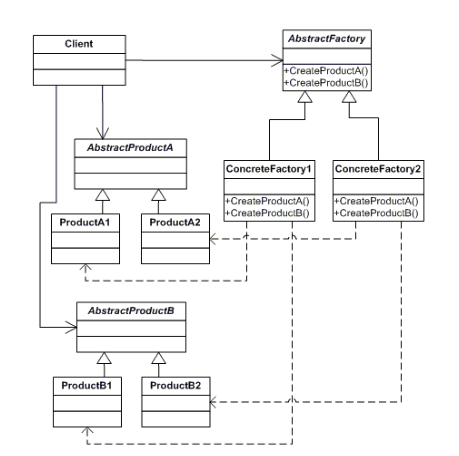 Client
AbstractFactory
+CreateProductA()
+CreateProductB()
AbstractProductA
ConcreteFactory1
+CreateProductA()
+CreateProductB()
ConcreteFactory2
+CreateProductA()
+CreateProductB()
ProductA1
ProductA2
AbstractProductB
ProductB1
ProductB2